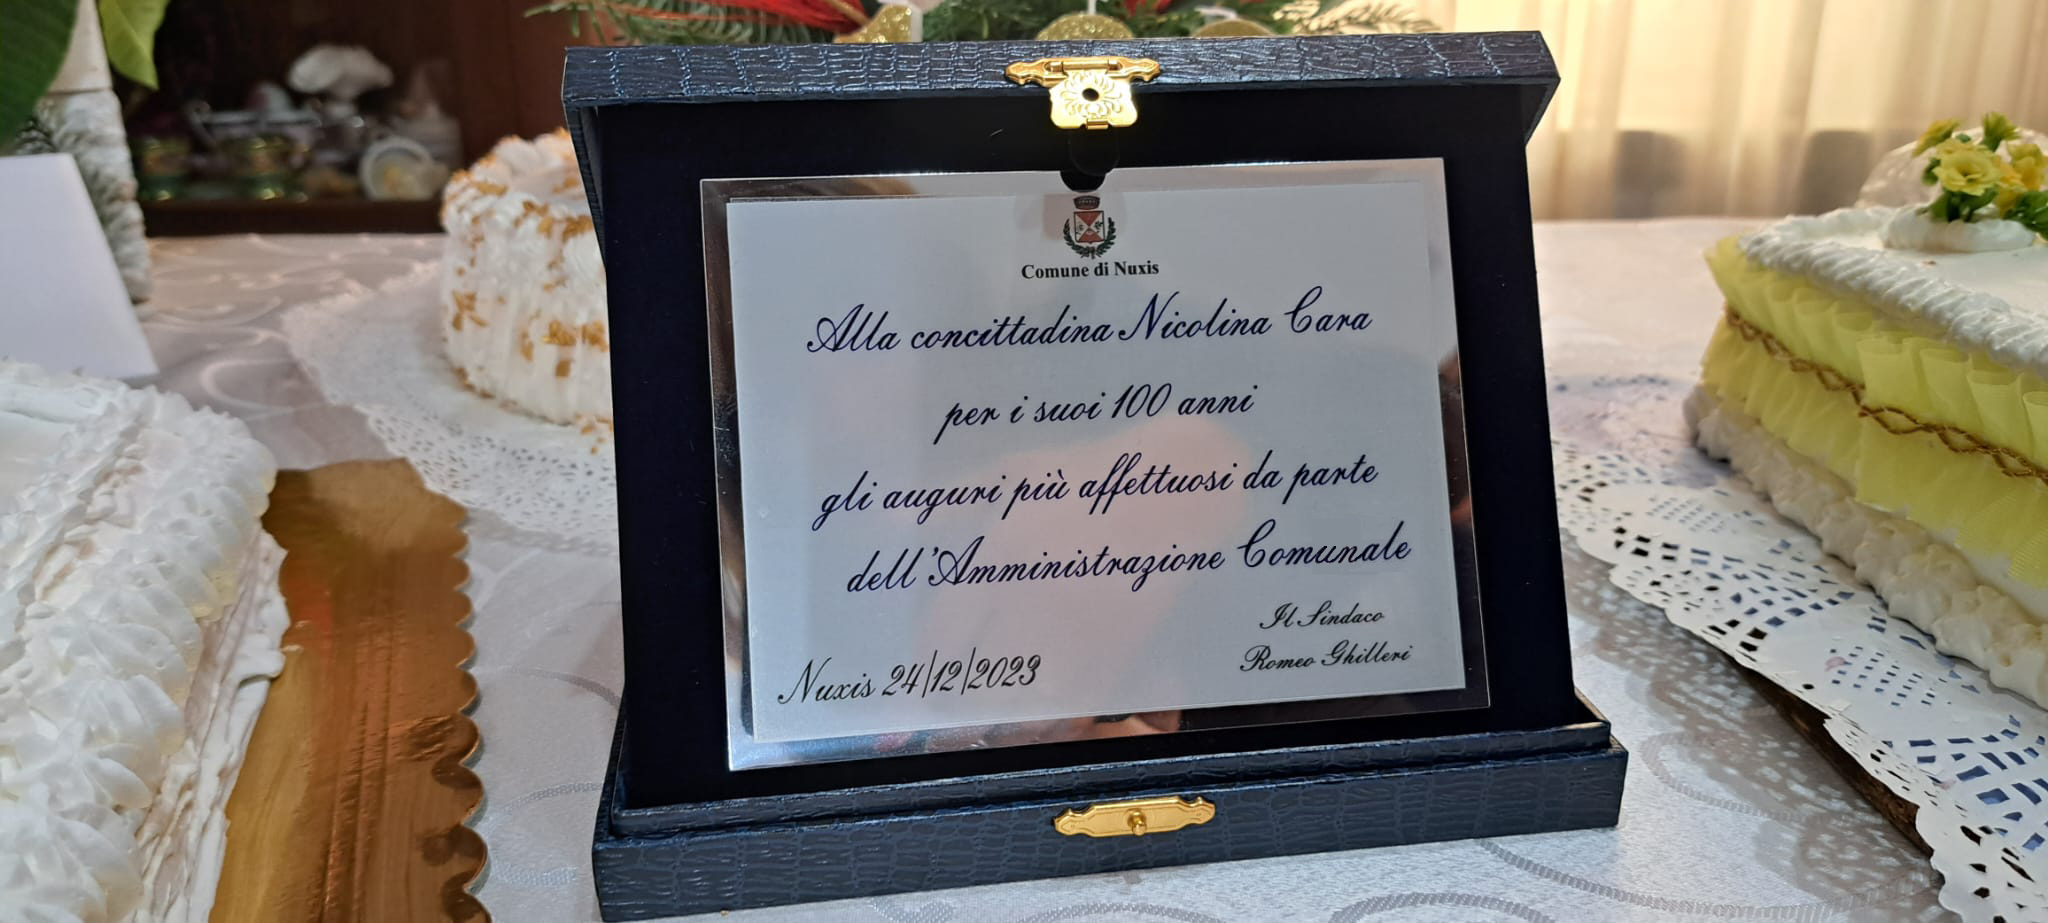 Comune di Nuxis
Alla concittadina Nicolina Cara
per i suoi 100 anni
gli auguri più affettuosi da parte
dell'Amministrazione Comunale
Il Sindaco
Romeo Ghilleri
Nuxis 24/12/2023